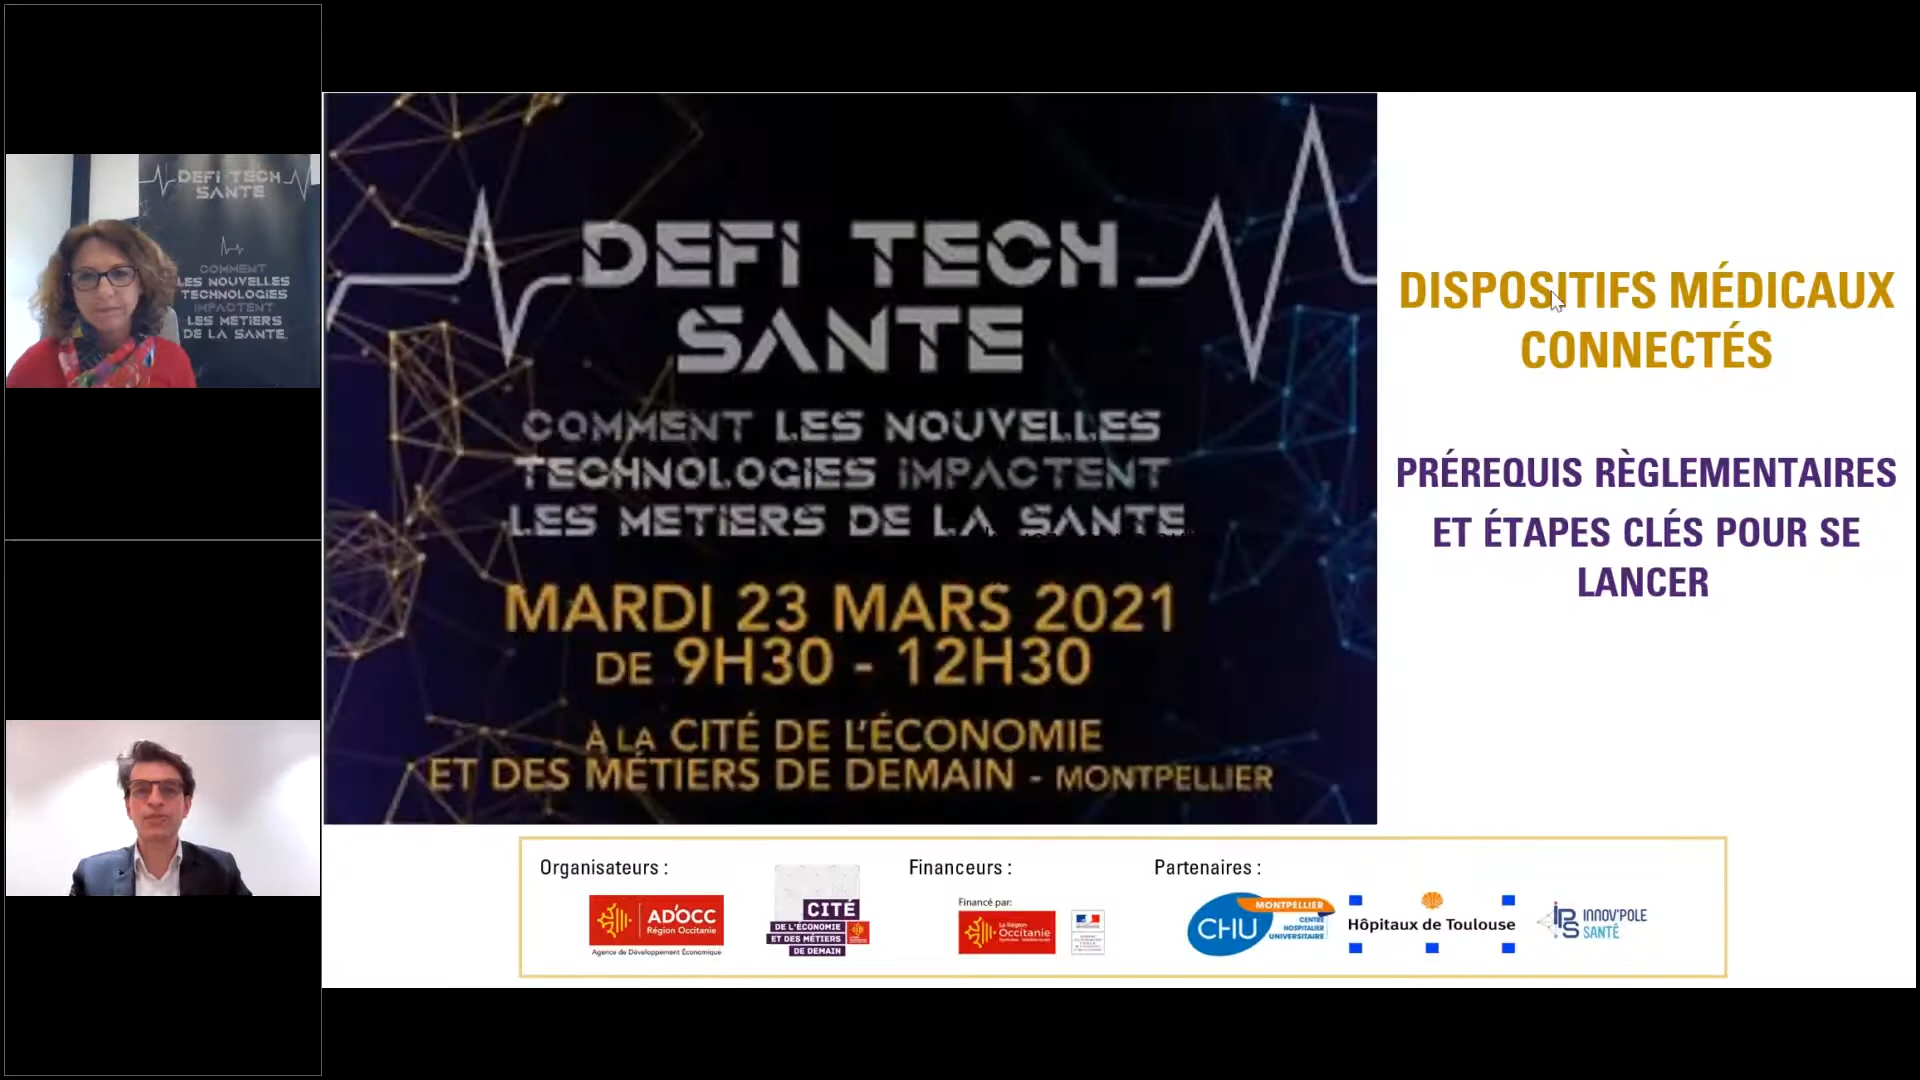 DEFI TECH
SANTE
COMMENT
LES NOUVELLES
TECHNOLOGIES
IMPACTENT
LES METIERS
DE LA SANTE.
DEFI TECH
SANTE
COMMENT LES NOUVELLES
TECHNOLOGIES IMPACTENT
LES METIERS DE LA SANTE
MARDI 23 MARS 2021
DE 9H30 - 12H30
À LA CITÉ DE L'ÉCONOMIE
ET DES MÉTIERS DE DEMAIN - MONTPELLIER
DISPOSITIFS MÉDICAUX
CONNECTÉS
PRÉREQUIS RÈGLEMENTAIRES
ET ÉTAPES CLÉS POUR SE
LANCER
Organisateurs :
AD'OCC
Région Occitanie
Agence de Développement Économique
CITÉ
DE L'ÉCONOMIE
ET DES MÉTIERS
DE DEMAIN
Financeurs :
Financé par:
La Région
Occitanie
Partenaires :
CHU
MONTPELLIER
CENTRE
HOSPITALIER
UNIVERSITAIRE
Hôpitaux de Toulouse
IPS
INNOV'POLE
SANTÉ